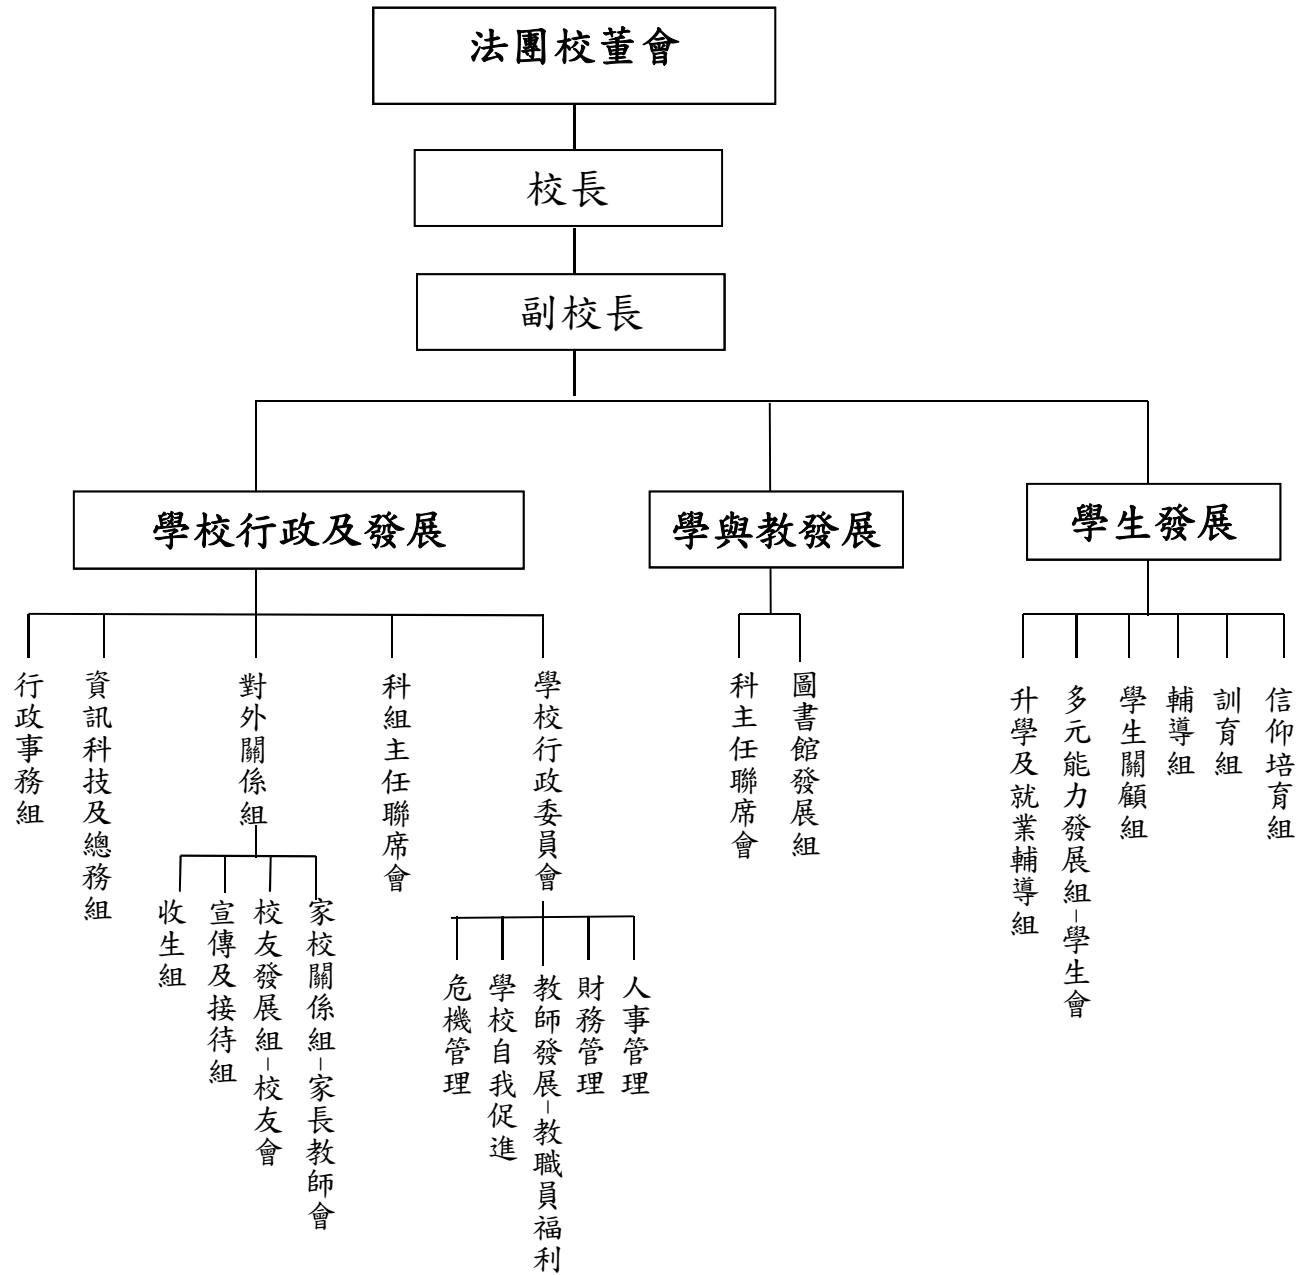 法團校董會
校長
副校長
學校行政及發展
學與教發展
學生發展
行政事務組
資訊科技及總務組
對外關係組
科組主任聯席會
學校行政委員會
科主任聯席會
圖書館發展組
升學及就業輔導組
多元能力發展組-學生會
學生關顧組
輔導組
訓育組
信仰培育組
收生組
宣傳及接待組
校友發展組-校友會
家校關係組-家長教師會
危機管理
學校自我促進
教師發展-教職員福利
財務管理
人事管理